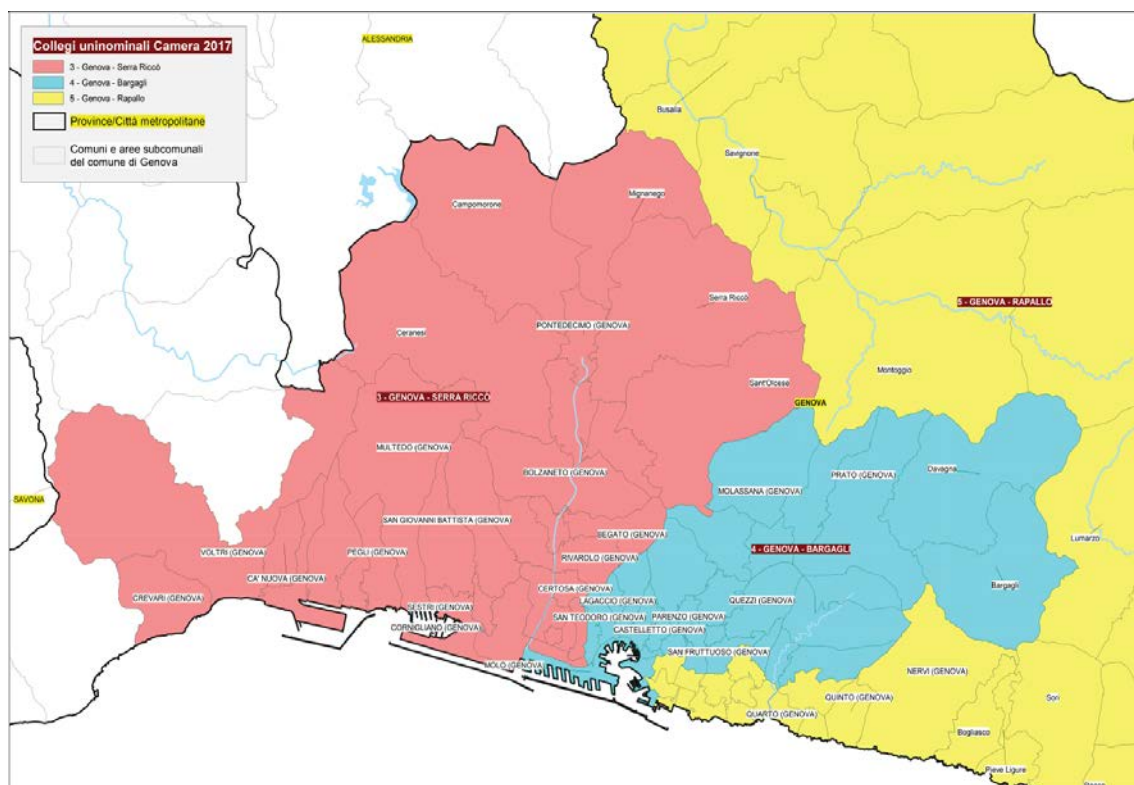 Collegi uninominali Camera 2017
3 - Genova - Serra Riccò
4 - Genova - Bargagli
5 - Genova - Rapallo
Province/Città metropolitane
Comuni e aree subcomunali
del comune di Genova
ALESSANDRIA
Busalla
Savignone
Mignanego
Campomorone
Serra Riccò
5 - GENOVA - RAPALLO
PONTEDECIMO (GENOVA)
Ceranesi
Montoggio
Sant'Olcese
3 - GENOVA - SERRA RICCÒ
GENOVA
MULTEDO (GENOVA)
BOLZANETO (GENOVA)
PRATO (GENOVA)
Davagna
MOLASSANA (GENOVA)
SAVONA
SAN GIOVANNI BATTISTA (GENOVA)
BEGATO (GENOVA)
Lumarzo
VOLTRI (GENOVA)
PEGLI (GENOVA)
RIVAROLO (GENOVA)
4 - GENOVA - BARGAGLI
CA' NUOVA (GENOVA)
Bargagli
CREVARI (GENOVA)
CERTOSA (GENOVA)
LAGACCIO (GENOVA)
QUEZZI (GENOVA)
SESTRI (GENOVA)
SAN TEODORO (GENOVA)
PARENZO (GENOVA)
CORNIGLIANO (GENOVA)
CASTELLETTO (GENOVA)
SAN FRUTTUOSO (GENOVA)
MOLO (GENOVA)
NERVI (GENOVA)
QUINTO (GENOVA)
Sori
QUARTO (GENOVA)
Bogliasco
Pieve Ligure